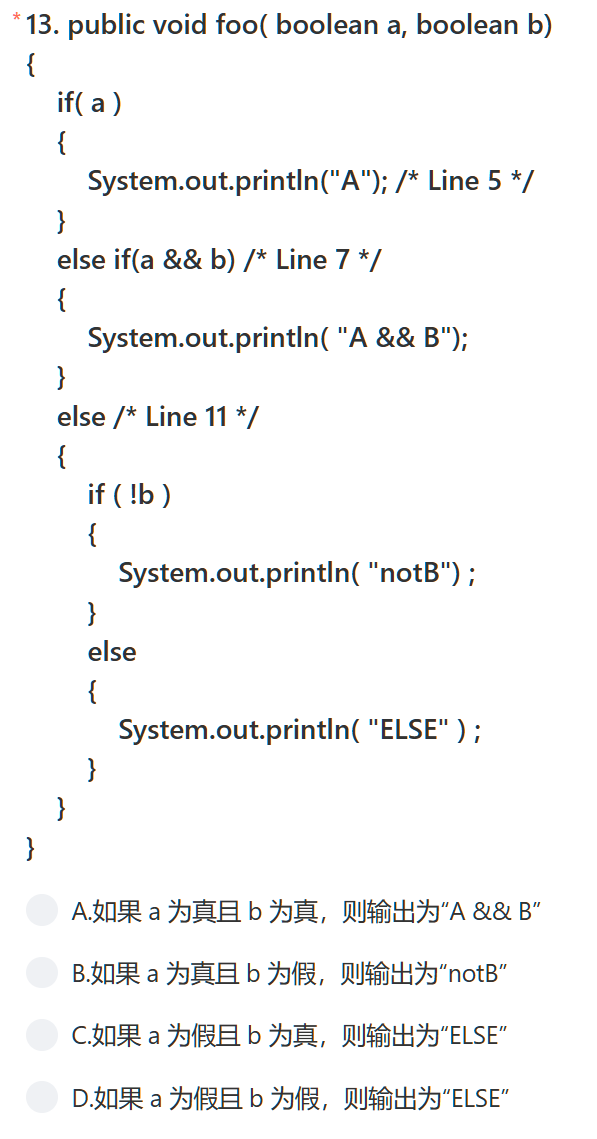 *13. public void foo( boolean a, boolean b)
{
if( a )
{
System.out.println("A"); /* Line 5 */
}
else if(a && b) /* Line 7 */
{
System.out.println( "A && B");
}
else /* Line 11 */
{
if ( !b )
{
System.out.println( "notB") ;
}
else
{
System.out.println( "ELSE" ) ;
}
}
}
A.如果 a 为真且 b 为真，则输出为“A && B”
B.如果 a 为真且 b 为假，则输出为“notB”
C.如果 a 为假且 b 为真，则输出为“ELSE”
D.如果 a 为假且 b 为假，则输出为“ELSE”